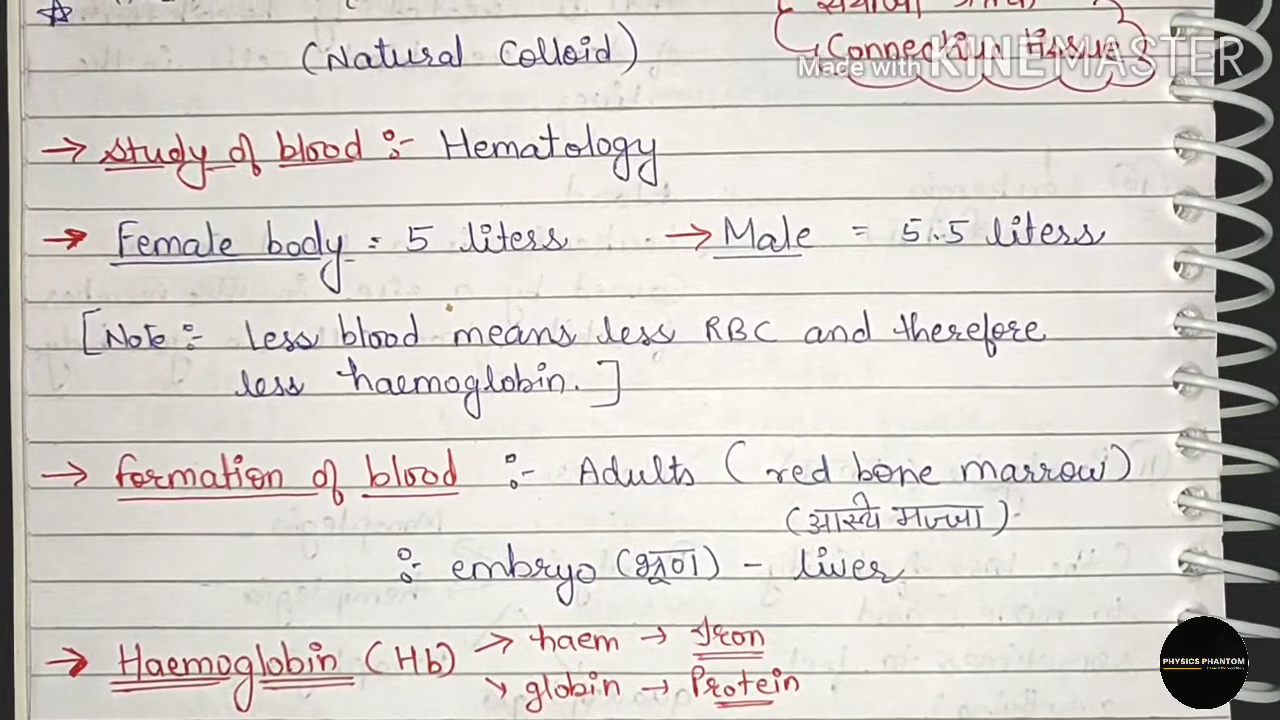 (Natural Colloid)
Connective tissue
Made with KINEMASTER
→ Study of blood :- Hematology
→ Female body = 5 liters → Male = 5.5 liters
[Note :- Less blood means less RBC and therefore
less haemoglobin.]
→ formation of blood :- Adults (red bone marrow)
(अस्थि मज्जा)
:- embryo (भ्रूण) - liver
→ Haemoglobin (Hb) → haem → Iron
→ globin → Protein
PHYSICS PHANTOM